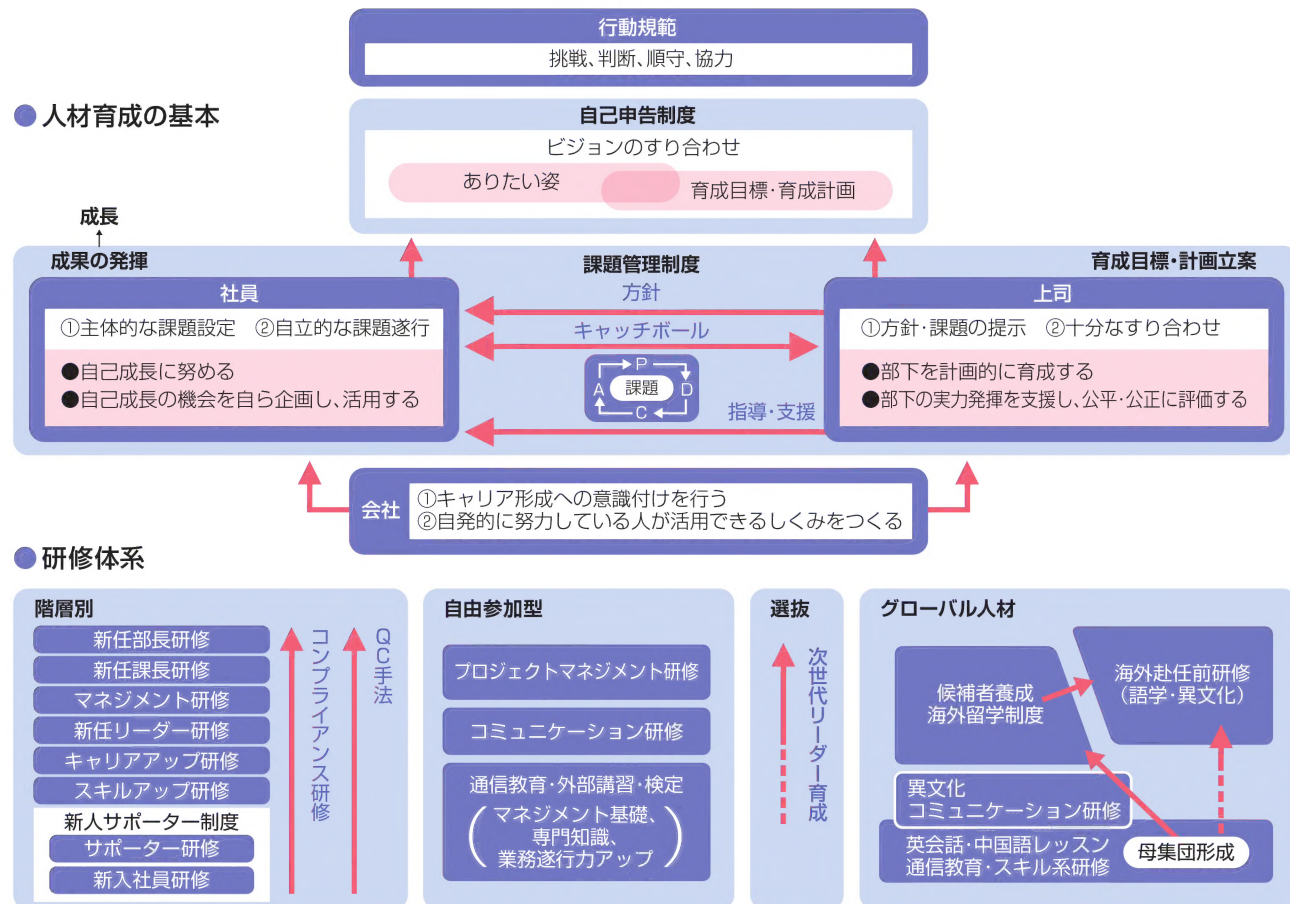 行動規範
挑戦、判断、順守、協力
●人材育成の基本
自己申告制度
ビジョンのすり合わせ
ありたい姿
育成目標・育成計画
成長
成果の発揮
課題管理制度
育成目標・計画立案
社員
①主体的な課題設定 ②自立的な課題遂行
●自己成長に努める
●自己成長の機会を自ら企画し、活用する
方針
キャッチボール
P
A 課題 D
C
指導・支援
上司
①方針・課題の提示 ②十分なすり合わせ
●部下を計画的に育成する
●部下の実力発揮を支援し、公平・公正に評価する
会社
①キャリア形成への意識付けを行う
②自発的に努力している人が活用できるしくみをつくる
●研修体系
階層別
新任部長研修
新任課長研修
マネジメント研修
新任リーダー研修
キャリアアップ研修
スキルアップ研修
新人サポーター制度
サポーター研修
新入社員研修
コンプライアンス研修
QC手法
自由参加型
プロジェクトマネジメント研修
コミュニケーション研修
通信教育・外部講習・検定
(マネジメント基礎、
専門知識、
業務遂行力アップ)
選抜
次世代リーダー育成
グローバル人材
候補者養成
海外留学制度
海外赴任前研修
(語学・異文化)
異文化
コミュニケーション研修
英会話・中国語レッスン
通信教育・スキル系研修
母集団形成